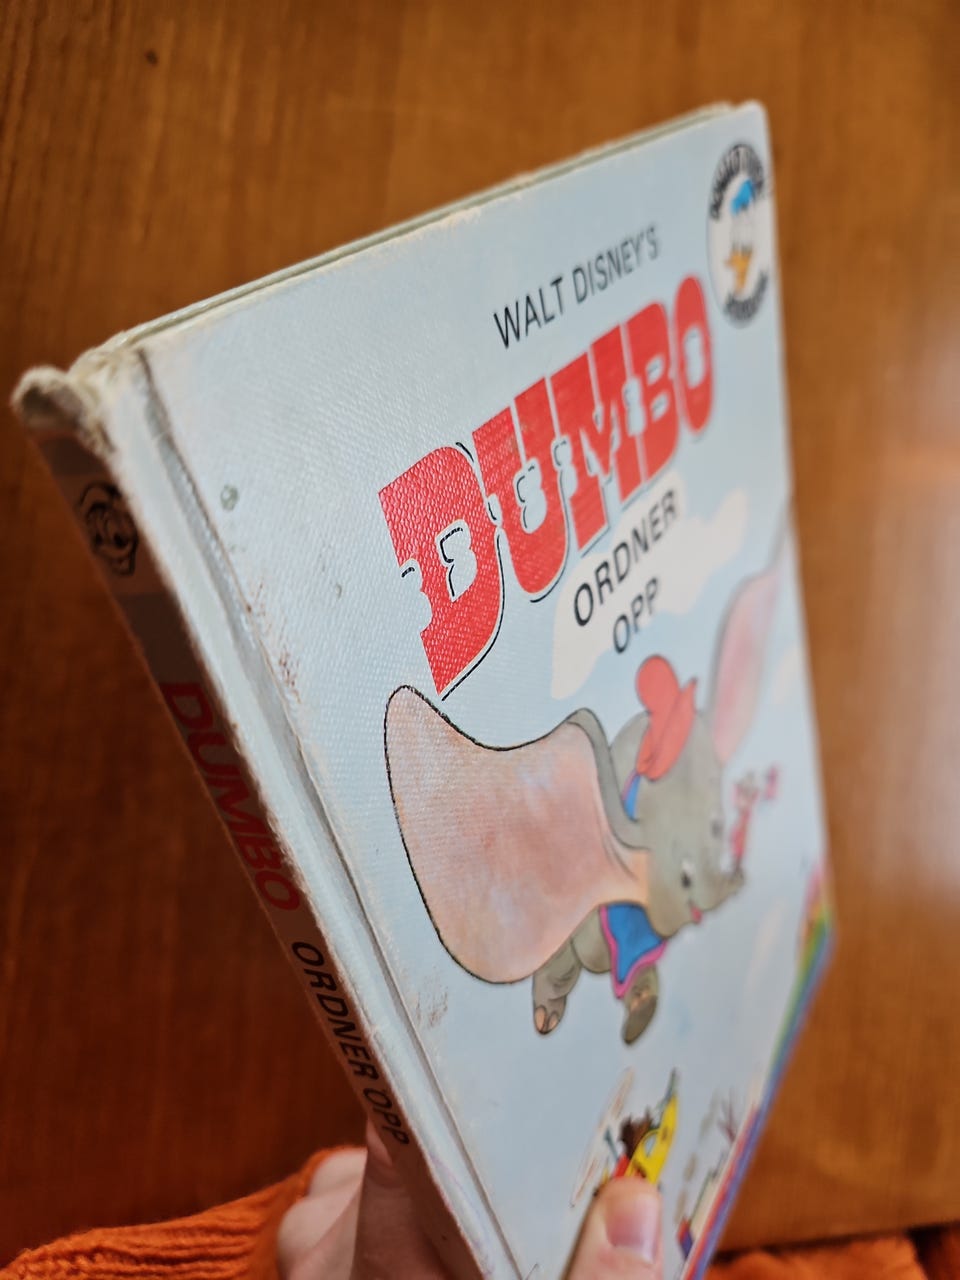 WALT DISNEY'S
DUMBO
ORDNER
OPP
DUMBO ORDNER OPP